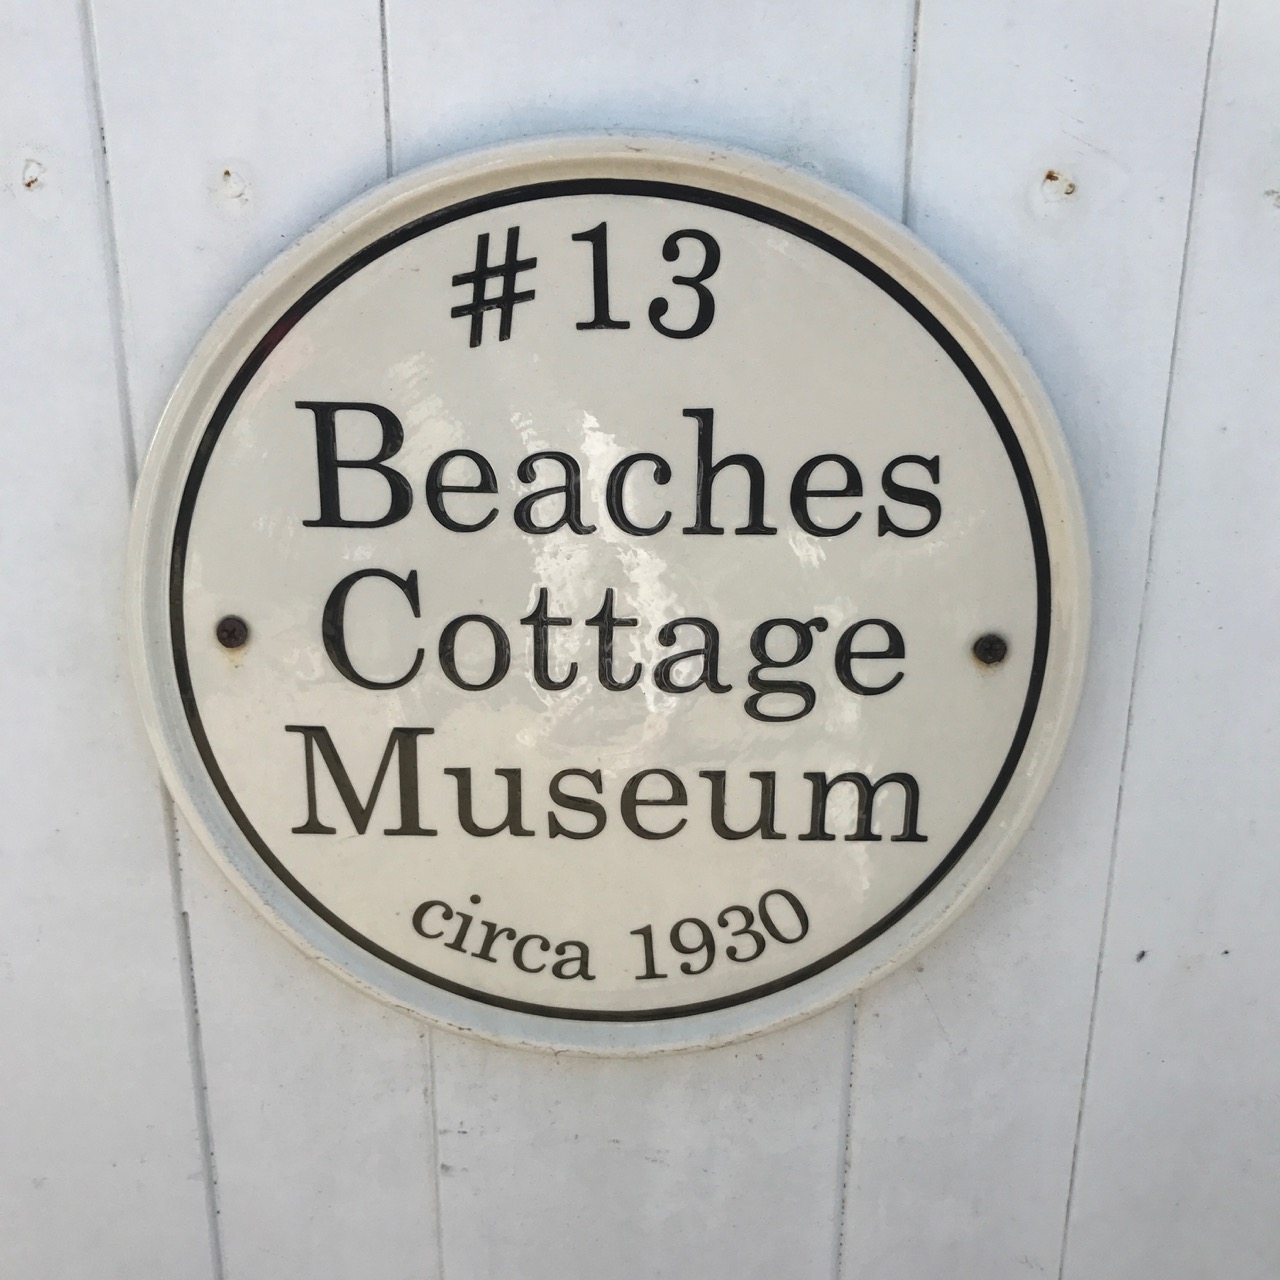 #13
Beaches
Cottage
Museum
circa 1930